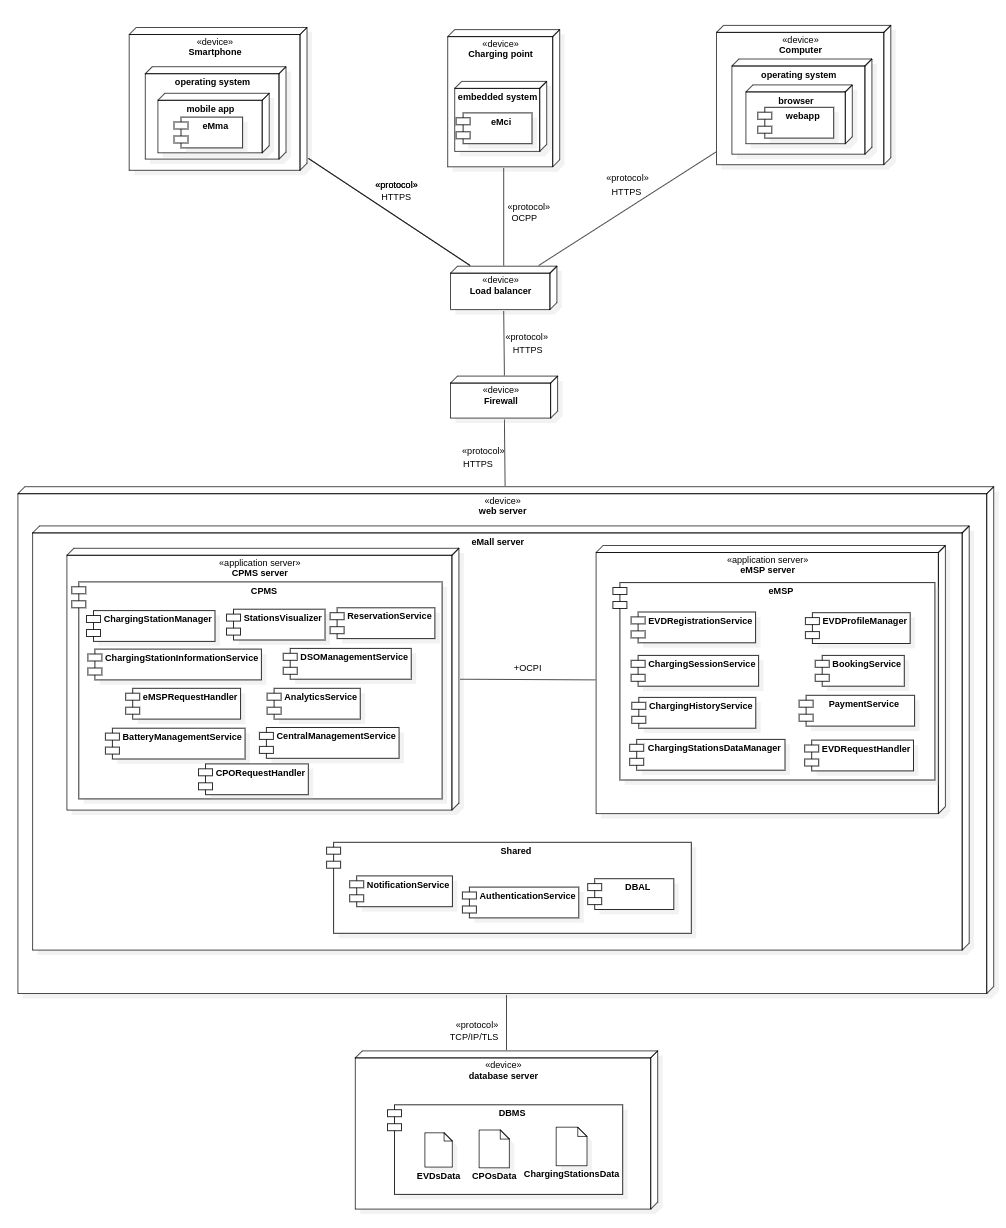 «device»
Smartphone
operating system
mobile app
eMma
«device»
Charging point
embedded system
eMci
«device»
Computer
operating system
browser
webapp
«protocol»
HTTPS
«protocol»
OCPP
«protocol»
HTTPS
«device»
Load balancer
«protocol»
HTTPS
«device»
Firewall
«protocol»
HTTPS
«device»
web server
eMall server
«application server»
CPMS server
CPMS
ChargingStationManager
StationsVisualizer
ReservationService
ChargingStationInformationService
DSOManagementService
eMSPRequestHandler
AnalyticsService
BatteryManagementService
CentralManagementService
CPORequestHandler
+OCPI
«application server»
eMSP server
eMSP
EVDRegistrationService
EVDProfileManager
ChargingSessionService
BookingService
ChargingHistoryService
PaymentService
ChargingStationsDataManager
EVDRequestHandler
Shared
NotificationService
AuthenticationService
DBAL
«protocol»
TCP/IP/TLS
«device»
database server
DBMS
EVDsData
CPOsData
ChargingStationsData